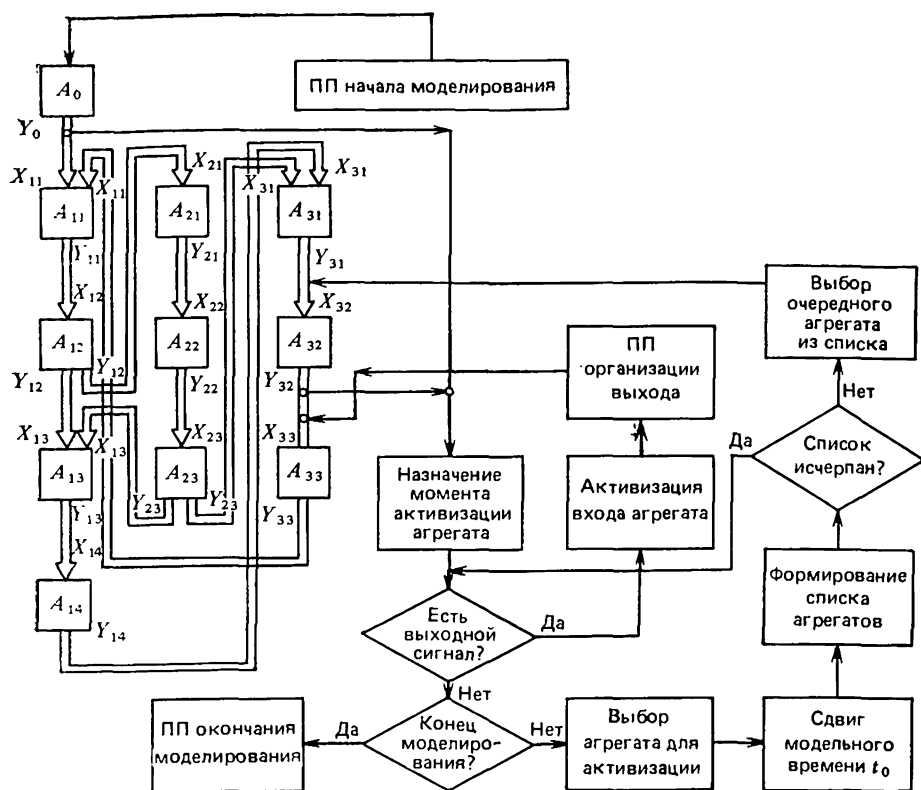 A₀
ПП начала моделирования
Y₀
X₁₁
X₁₁
X₂₁
X₃₁
X₃₁
A₁₁
A₂₁
A₃₁
Y₁₁
Y₂₁
Y₃₁
X₁₂
X₂₂
X₃₂
A₁₂
A₂₂
A₃₂
Y₁₂
Y₁₂
Y₂₂
Y₃₂
X₁₃
X₁₃
X₂₃
X₃₃
A₁₃
A₂₃
A₃₃
Y₁₃
Y₂₃
Y₂₃
Y₃₃
X₁₄
A₁₄
Y₁₄
Выбор
очередного
агрегата
из списка
ПП
организации
выхода
Нет
Да
Список
исчерпан?
Назначение
момента
активизации
агрегата
Активизация
входа агрегата
Формирование
списка
агрегатов
Есть
выходной
сигнал?
Да
Нет
ПП окончания
моделирования
Да
Конец
моделиро-
вания?
Нет
Выбор
агрегата для
активизации
Сдвиг
модельного
времени t₀